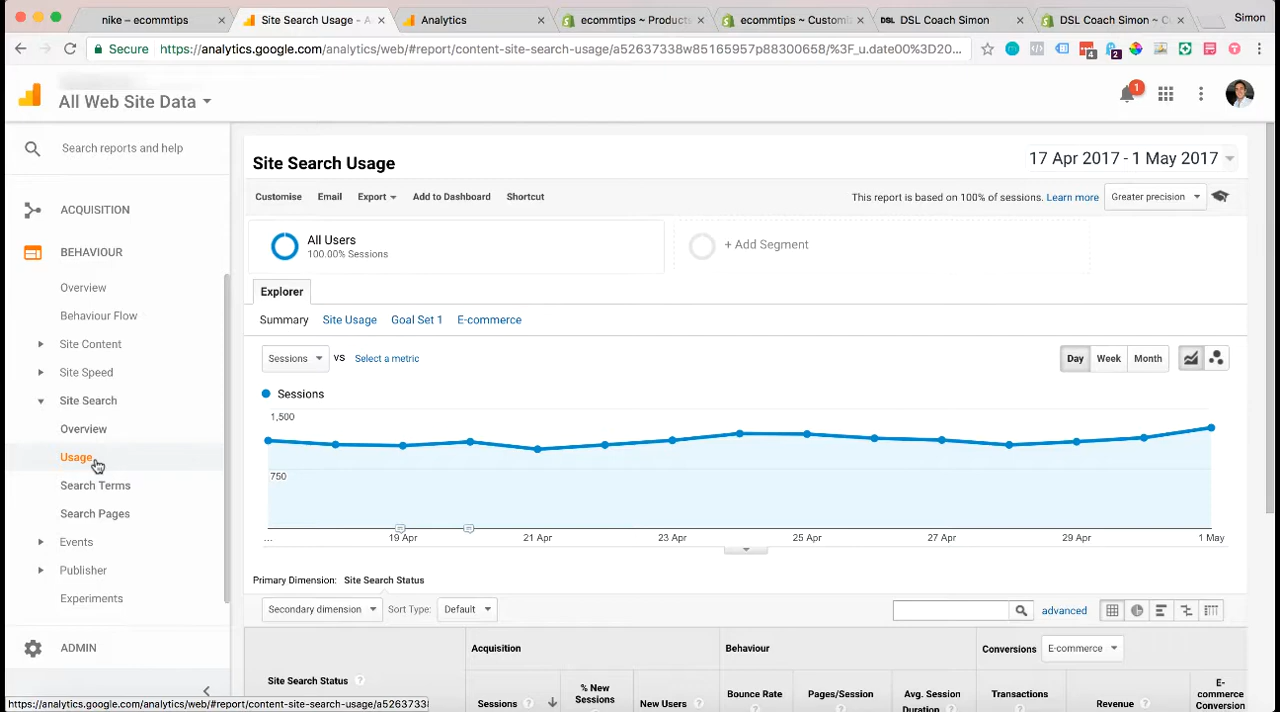 nike – ecommtips
Site Search Usage - A
Analytics
ecommtips ~ Products
ecommtips ~ Customiz
DSL DSL Coach Simon
DSL Coach Simon ~ C
Simon
Secure https://analytics.google.com/analytics/web/#report/content-site-search-usage/a52637338w85165957p88300658/%3F_u.date00%3D20...
4
2
All Web Site Data
1
Search reports and help
ACQUISITION
BEHAVIOUR
Overview
Behaviour Flow
Site Content
Site Speed
Site Search
Overview
Usage
Search Terms
Search Pages
Events
Publisher
Experiments
ADMIN
Site Search Usage
17 Apr 2017 - 1 May 2017
Customise Email Export Add to Dashboard Shortcut
This report is based on 100% of sessions. Learn more
Greater precision
All Users
100.00% Sessions
+ Add Segment
Explorer
Summary Site Usage Goal Set 1 E-commerce
Sessions vs Select a metric
Day Week Month
Sessions
1,500
750
... 19 Apr 21 Apr 23 Apr 25 Apr 27 Apr 29 Apr 1 May
Primary Dimension: Site Search Status
Secondary dimension Sort Type: Default
advanced
Site Search Status ?
Acquisition
Behaviour
Conversions E-commerce
Sessions ?
% New Sessions
New Users ?
Bounce Rate
Pages/Session
Avg. Session Duration
Transactions
Revenue ?
E-commerce Conversion
https://analytics.google.com/analytics/web/#report/content-site-search-usage/a5263733